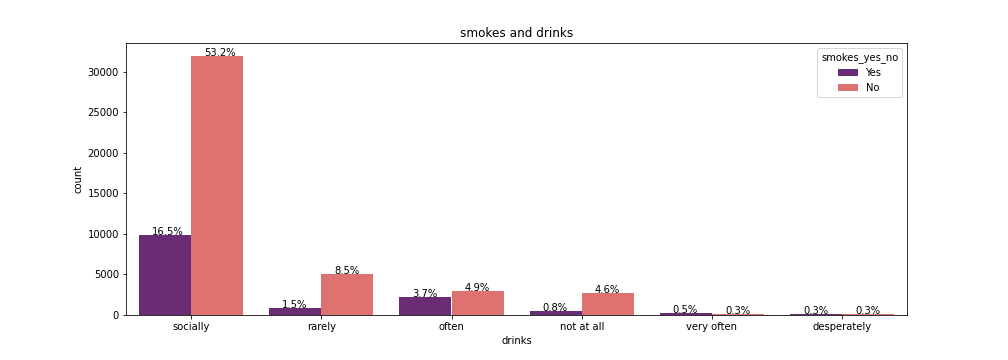 smokes and drinks
53.2%
smokes_yes_no
Yes
No
30000
25000
20000
15000
10000
5000
0
count
16.5%
1.5%
8.5%
3.7%
4.9%
0.8%
4.6%
0.5%
0.3%
0.3%
0.3%
socially
rarely
often
not at all
very often
desperately
drinks